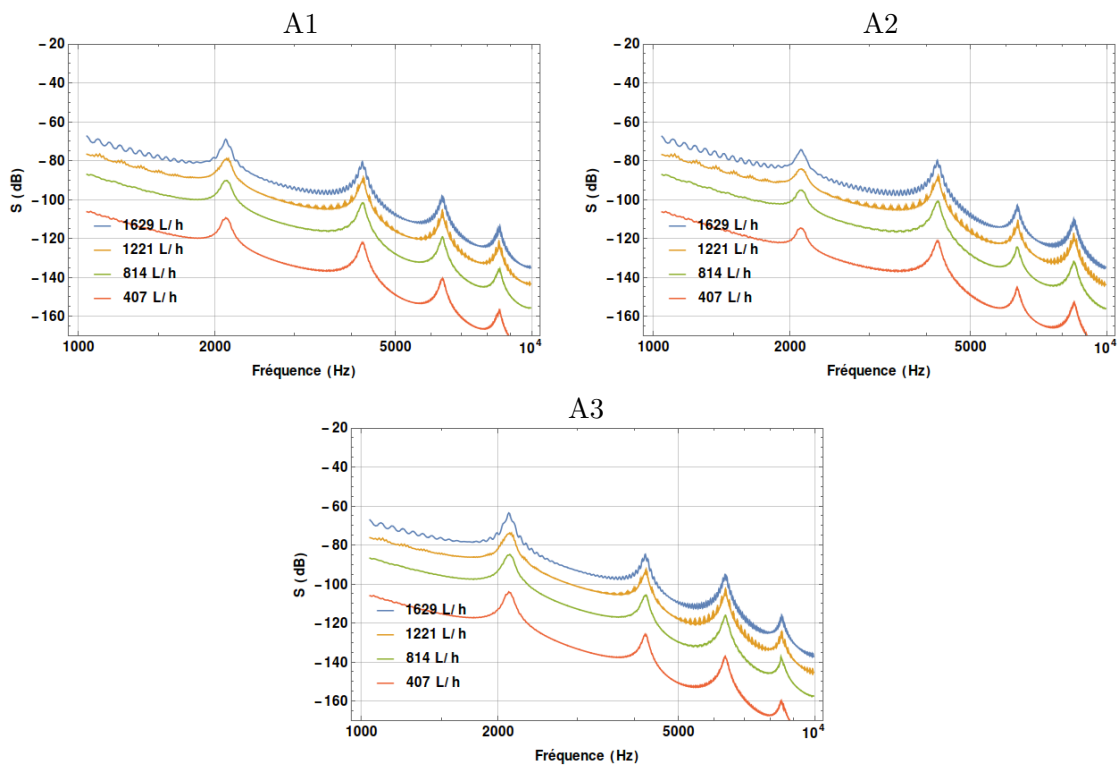 A1
S (dB)
−20
−40
−60
−80
−100
−120
−140
−160
1629 L/h
1221 L/h
814 L/h
407 L/h
1000
2000
5000
10⁴
Fréquence (Hz)
A2
S (dB)
−20
−40
−60
−80
−100
−120
−140
−160
1629 L/h
1221 L/h
814 L/h
407 L/h
1000
2000
5000
10⁴
Fréquence (Hz)
A3
S (dB)
−20
−40
−60
−80
−100
−120
−140
−160
1629 L/h
1221 L/h
814 L/h
407 L/h
1000
2000
5000
10⁴
Fréquence (Hz)